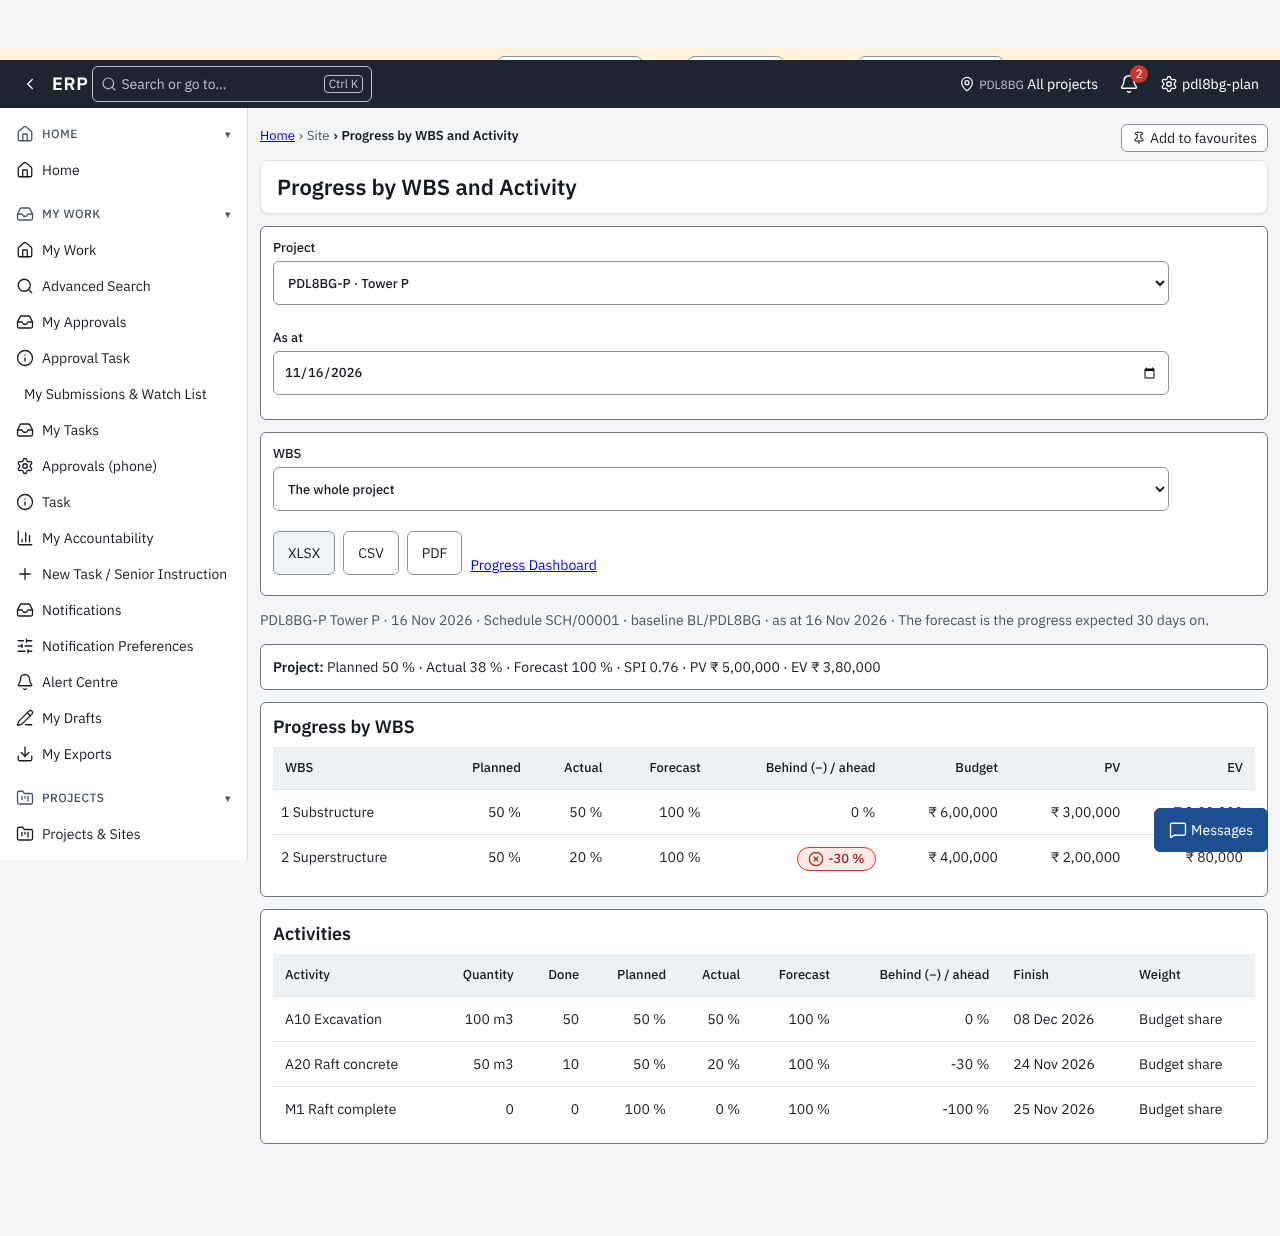 ERP
Search or go to...
Ctrl K
PDL8BG All projects
2
pdl8bg-plan
HOME
Home
MY WORK
My Work
Advanced Search
My Approvals
Approval Task
My Submissions & Watch List
My Tasks
Approvals (phone)
Task
My Accountability
New Task / Senior Instruction
Notifications
Notification Preferences
Alert Centre
My Drafts
My Exports
PROJECTS
Projects & Sites
Home › Site › Progress by WBS and Activity
Add to favourites
Progress by WBS and Activity
Project
PDL8BG-P · Tower P
As at
11/16/2026
WBS
The whole project
XLSX CSV PDF Progress Dashboard
PDL8BG-P Tower P · 16 Nov 2026 · Schedule SCH/00001 · baseline BL/PDL8BG · as at 16 Nov 2026 · The forecast is the progress expected 30 days on.
Project: Planned 50 % · Actual 38 % · Forecast 100 % · SPI 0.76 · PV ₹ 5,00,000 · EV ₹ 3,80,000
Progress by WBS
WBS Planned Actual Forecast Behind (−) / ahead Budget PV EV
1 Substructure 50 % 50 % 100 % 0 % ₹ 6,00,000 ₹ 3,00,000
2 Superstructure 50 % 20 % 100 % -30 % ₹ 4,00,000 ₹ 2,00,000 ₹ 80,000
Messages
Activities
Activity Quantity Done Planned Actual Forecast Behind (−) / ahead Finish Weight
A10 Excavation 100 m3 50 50 % 50 % 100 % 0 % 08 Dec 2026 Budget share
A20 Raft concrete 50 m3 10 50 % 20 % 100 % -30 % 24 Nov 2026 Budget share
M1 Raft complete 0 0 100 % 0 % 100 % -100 % 25 Nov 2026 Budget share